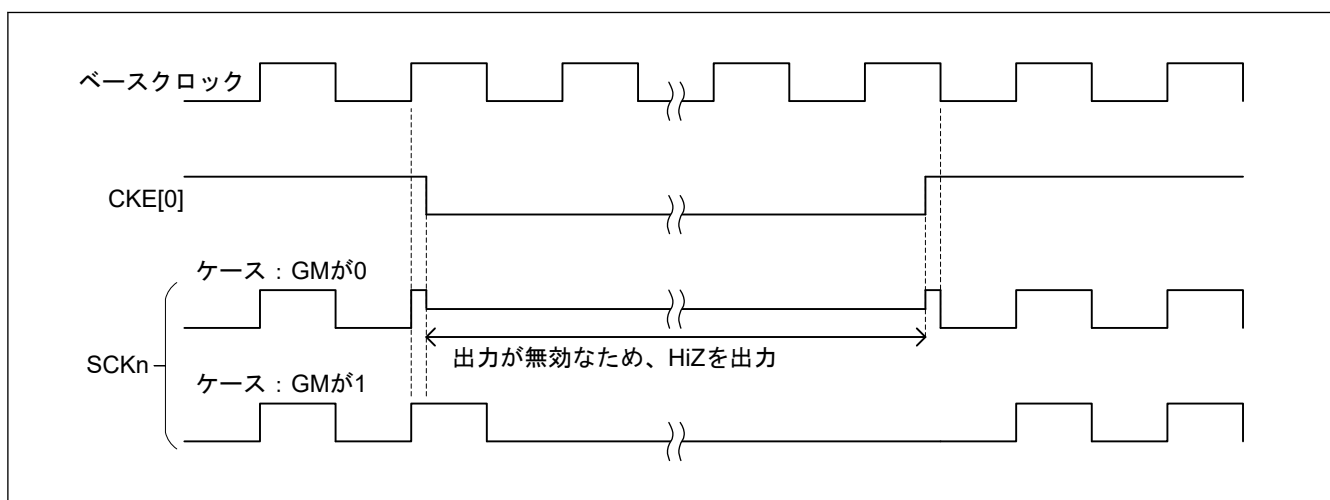 ベースクロック
CKE[0]
ケース：GMが0
出力が無効なため、HiZを出力
SCKn
ケース：GMが1